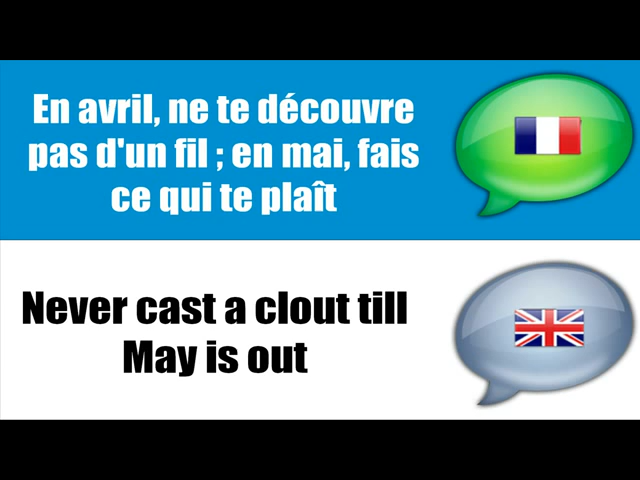 En avril, ne te découvre
pas d'un fil ; en mai, fais
ce qui te plaît
Never cast a clout till
May is out